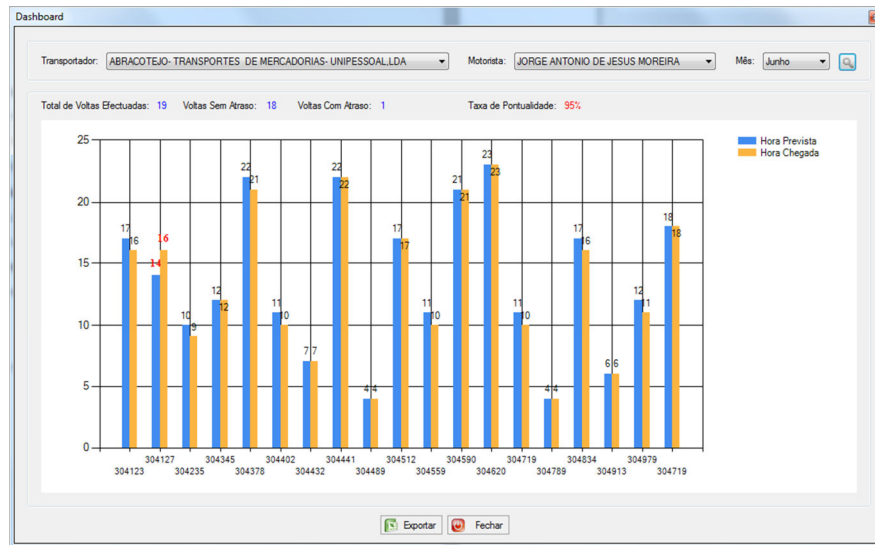 Dashboard
Transportador: ABRACOTEJO- TRANSPORTES DE MERCADORIAS- UNIPESSOAL,LDA Motorista: JORGE ANTONIO DE JESUS MOREIRA Mês: Junho
Total de Voltas Efectuadas: 19 Voltas Sem Atraso: 18 Voltas Com Atraso: 1 Taxa de Pontualidade: 95%
25
20
15
10
5
0
17 16 14 16 10 9 12 12 22 21 11 10 7 7 22 22 4 4 17 17 11 10 21 21 23 23 11 10 4 4 17 16 6 6 12 11 18 18
Hora Prevista
Hora Chegada
304127 304345 304402 304441 304512 304590 304719 304834 304979
304123 304235 304378 304432 304489 304559 304620 304789 304913 304719
Exportar Fechar